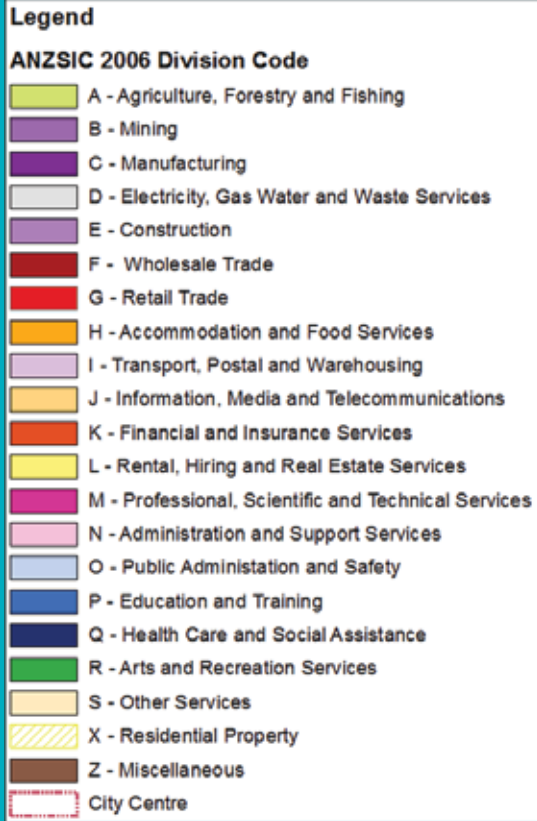 Legend
ANZSIC 2006 Division Code
A - Agriculture, Forestry and Fishing
B - Mining
C - Manufacturing
D - Electricity, Gas Water and Waste Services
E - Construction
F - Wholesale Trade
G - Retail Trade
H - Accommodation and Food Services
I - Transport, Postal and Warehousing
J - Information, Media and Telecommunications
K - Financial and Insurance Services
L - Rental, Hiring and Real Estate Services
M - Professional, Scientific and Technical Services
N - Administration and Support Services
O - Public Administation and Safety
P - Education and Training
Q - Health Care and Social Assistance
R - Arts and Recreation Services
S - Other Services
X - Residential Property
Z - Miscellaneous
City Centre